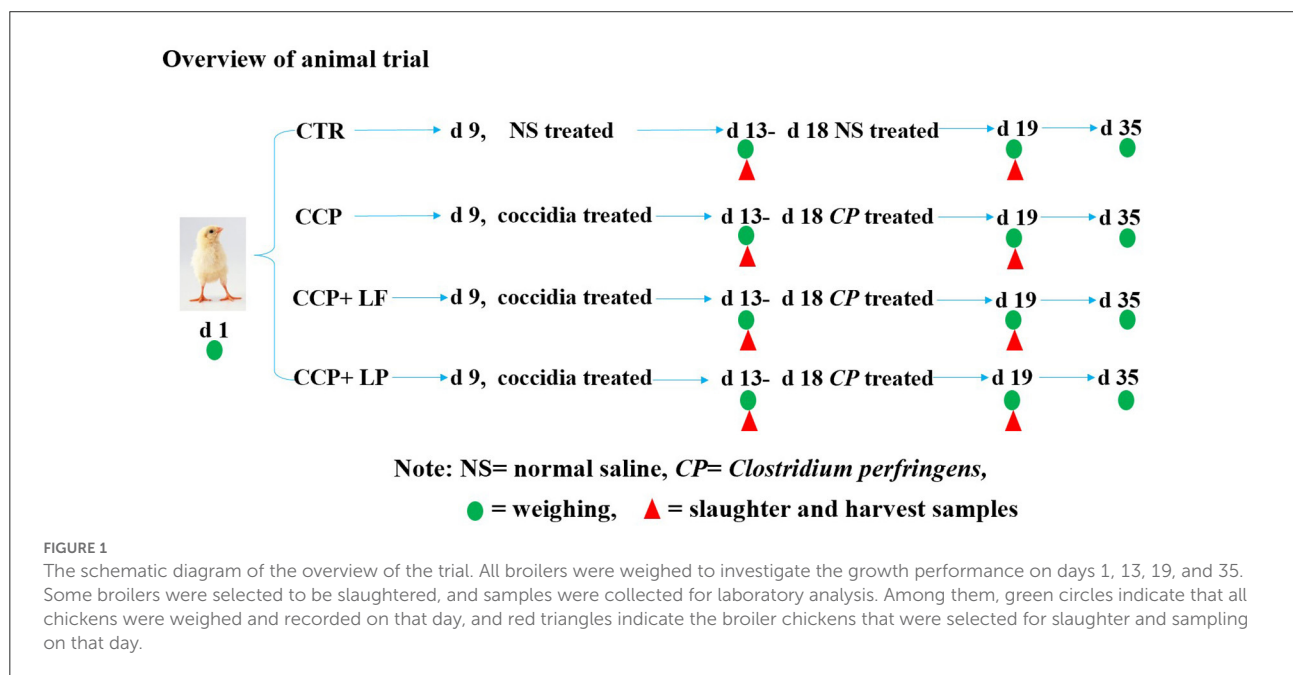 Overview of animal trial
CTR d 9, NS treated d 13- d 18 NS treated d 19 d 35
CCP d 9, coccidia treated d 13- d 18 CP treated d 19 d 35
CCP+ LF d 9, coccidia treated d 13- d 18 CP treated d 19 d 35
d 1
CCP+ LP d 9, coccidia treated d 13- d 18 CP treated d 19 d 35
Note: NS= normal saline, CP= Clostridium perfringens,
= weighing, = slaughter and harvest samples
FIGURE 1
The schematic diagram of the overview of the trial. All broilers were weighed to investigate the growth performance on days 1, 13, 19, and 35.
Some broilers were selected to be slaughtered, and samples were collected for laboratory analysis. Among them, green circles indicate that all
chickens were weighed and recorded on that day, and red triangles indicate the broiler chickens that were selected for slaughter and sampling
on that day.